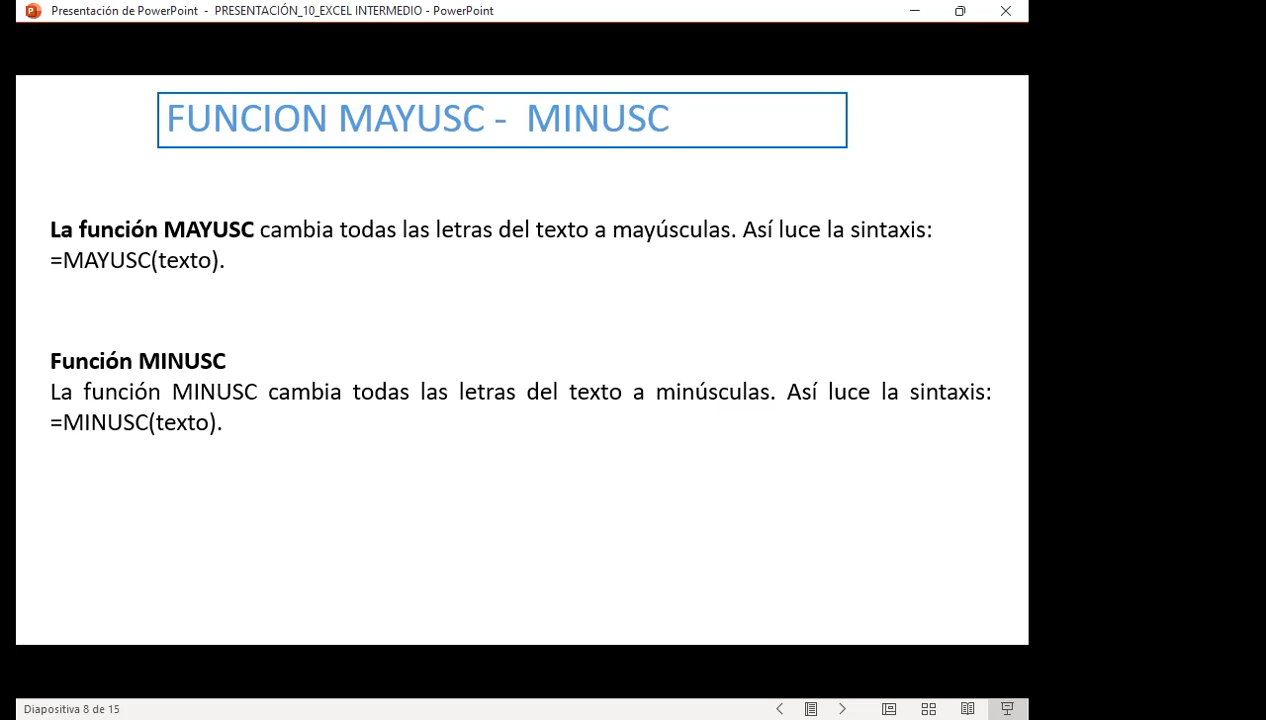 Presentación de PowerPoint - PRESENTACIÓN_10_EXCEL INTERMEDIO - PowerPoint
FUNCION MAYUSC - MINUSC
La función MAYUSC cambia todas las letras del texto a mayúsculas. Así luce la sintaxis:
=MAYUSC(texto).
Función MINUSC
La función MINUSC cambia todas las letras del texto a minúsculas. Así luce la sintaxis:
=MINUSC(texto).
Diapositiva 8 de 15